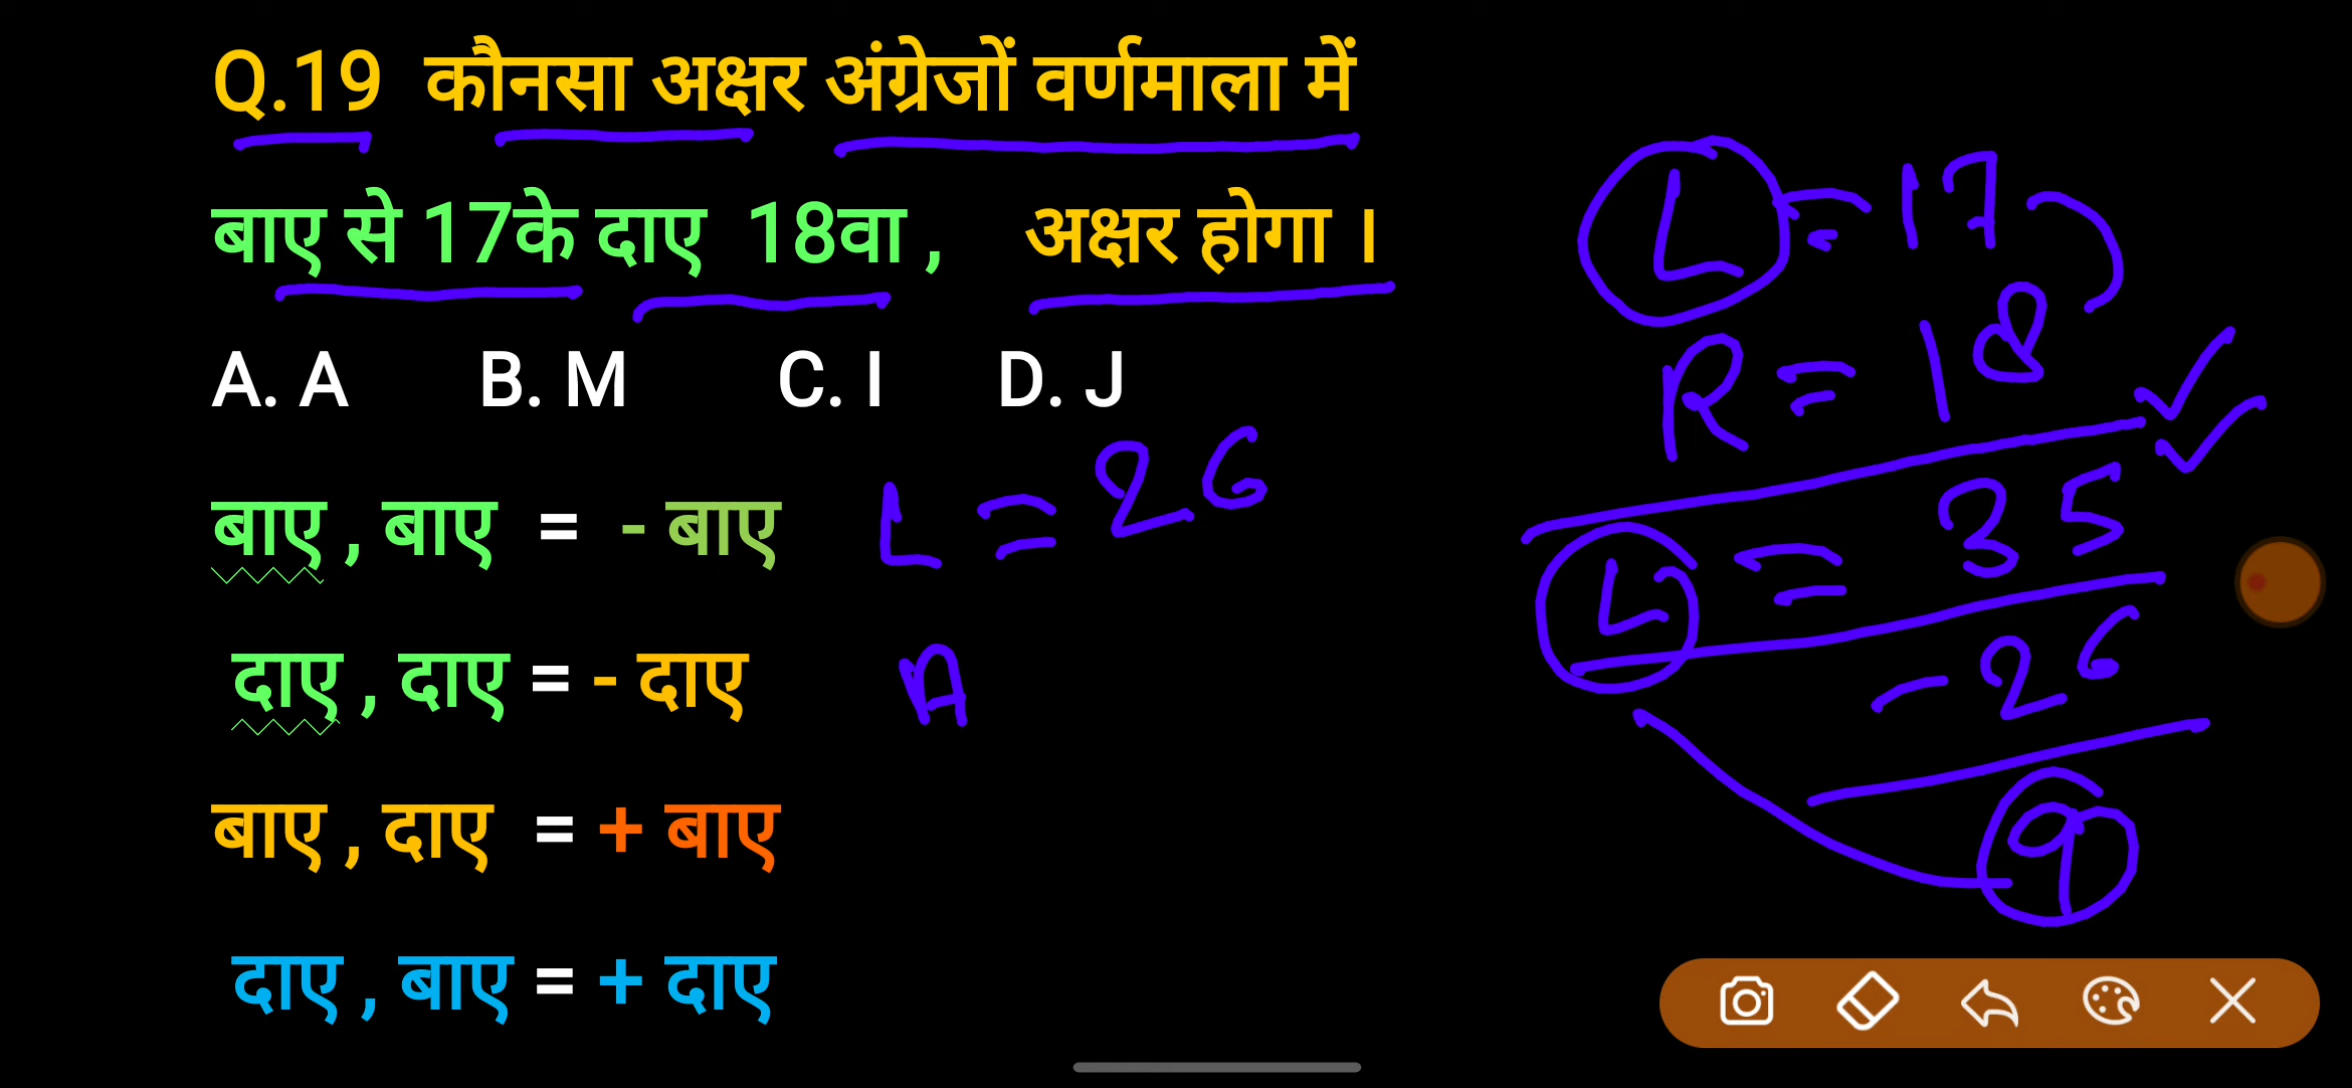 Q.19 कौनसा अक्षर अंग्रेजों वर्णमाला में
बाए से 17के दाए 18वा , अक्षर होगा ।
A. A B. M C. I D. J
बाए , बाए = - बाए
दाए , दाए = - दाए
बाए , दाए = + बाए
दाए , बाए = + दाए
L = 26
A
L = 17
R = 18
L = 35
- 26
9